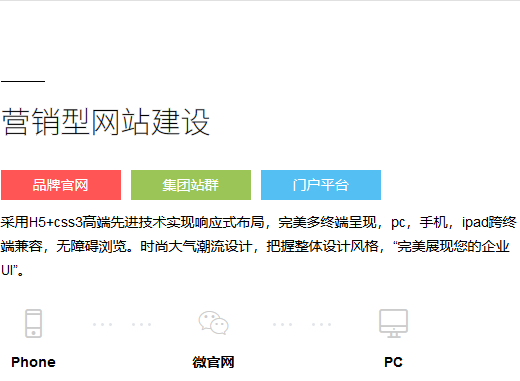 营销型网站建设
品牌官网 集团站群 门户平台
采用H5+css3高端先进技术实现响应式布局，完美多终端呈现，pc，手机，ipad跨终
端兼容，无障碍浏览。时尚大气潮流设计，把握整体设计风格，“完美展现您的企业
UI”。
Phone 微官网 PC